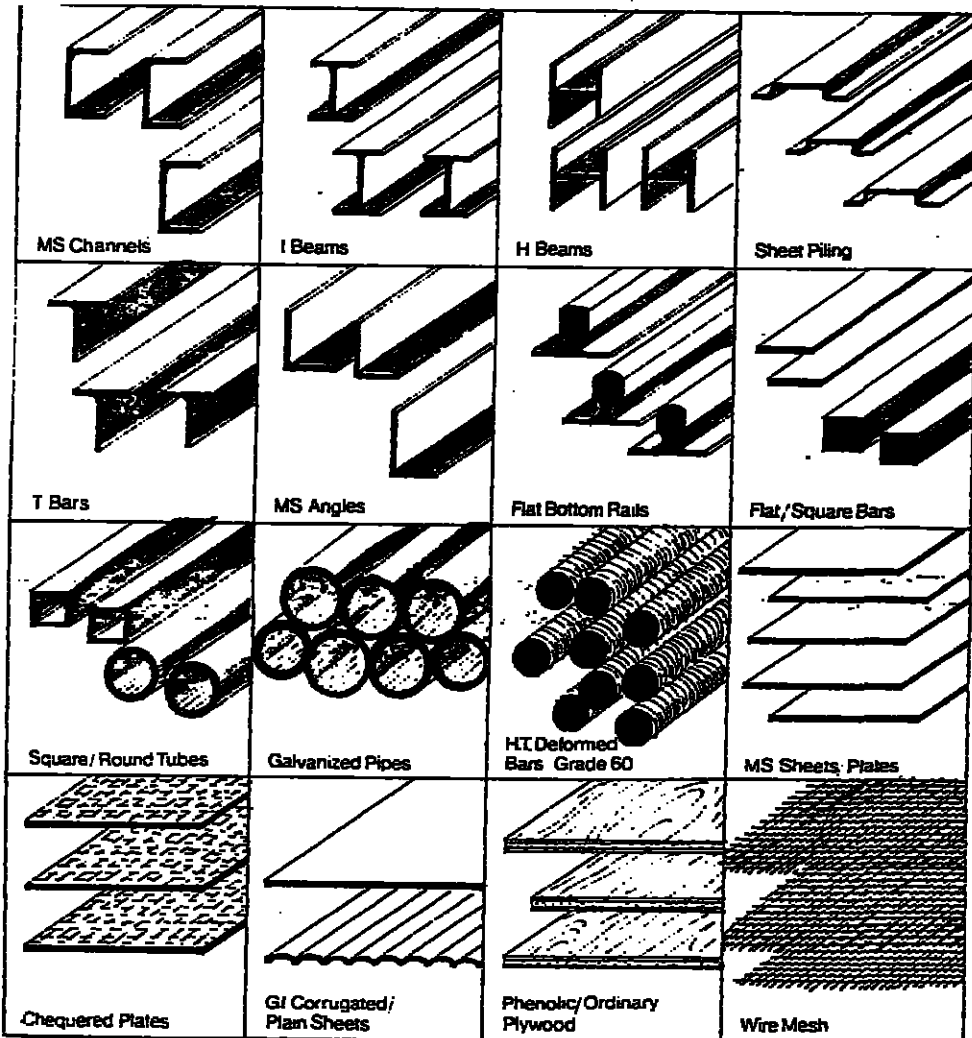 MS Channels
I Beams
H Beams
Sheet Piling
T Bars
MS Angles
Flat Bottom Rails
Flat/Square Bars
Square/Round Tubes
Galvanized Pipes
H.T. Deformed
Bars Grade 60
MS Sheets/Plates
Chequered Plates
G.I Corrugated/
Plain Sheets
Phenolic/Ordinary
Plywood
Wire Mesh